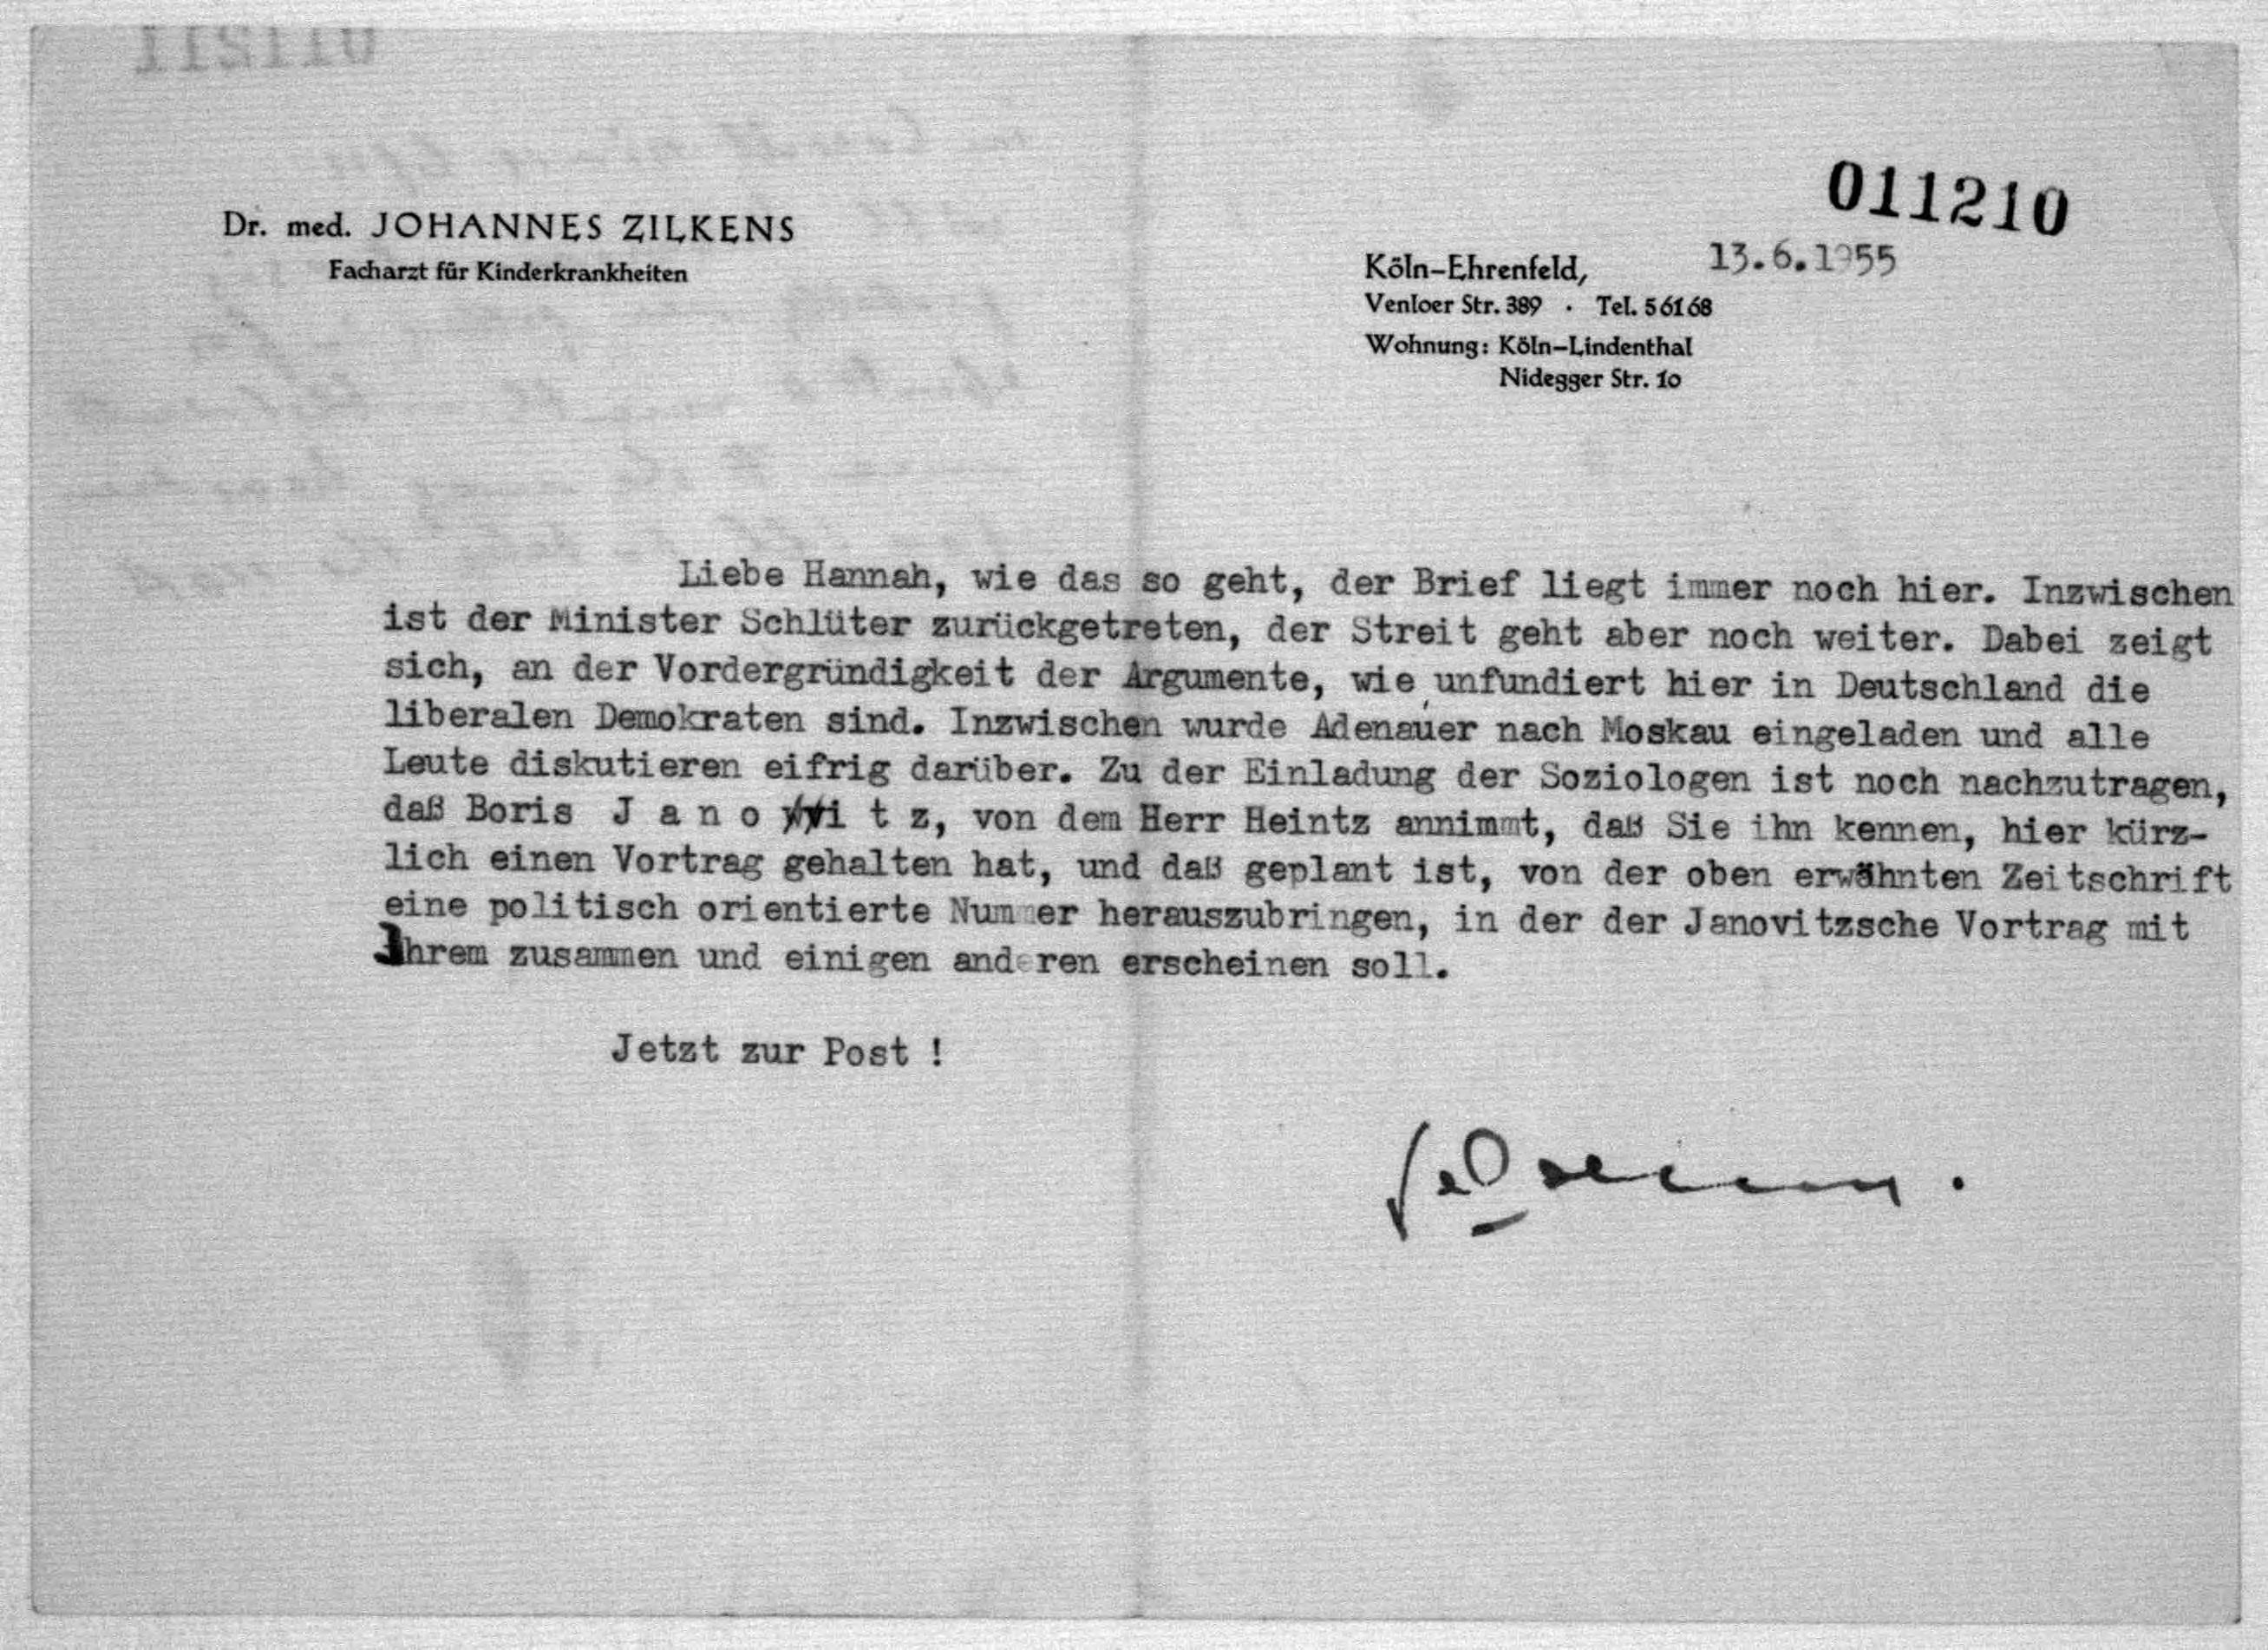 011210
Dr. med. JOHANNES ZILKENS
Facharzt für Kinderkrankheiten
13.6.1955
Köln-Ehrenfeld,
Venloer Str. 389 · Tel. 56168
Wohnung: Köln-Lindenthal
Nidegger Str. 10
Liebe Hannah, wie das so geht, der Brief liegt immer noch hier. Inzwischen
ist der Minister Schlüter zurückgetreten, der Streit geht aber noch weiter. Dabei zeigt
sich, an der Vordergründigkeit der Argumente, wie unfundiert hier in Deutschland die
liberalen Demokraten sind. Inzwischen wurde Adenauer nach Moskau eingeladen und alle
Leute diskutieren eifrig darüber. Zu der Einladung der Soziologen ist noch nachzutragen,
daß Boris J a n o v i t z, von dem Herr Heintz annimmt, daß Sie ihn kennen, hier kürz-
lich einen Vortrag gehalten hat, und daß geplant ist, von der oben erwähnten Zeitschrift
eine politisch orientierte Nummer herauszubringen, in der der Janovitzsche Vortrag mit
Ihrem zusammen und einigen anderen erscheinen soll.
Jetzt zur Post !